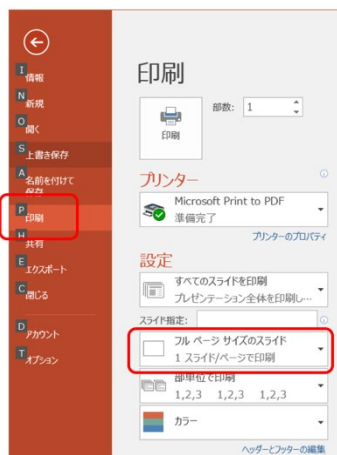 I
情報
N
新規
O
開く
S
上書き保存
A
名前を付けて
保存
P
印刷
H
共有
E
エクスポート
C
閉じる
D
アカウント
T
オプション
印刷
印刷
部数: 1
プリンター
Microsoft Print to PDF
準備完了
プリンターのプロパティ
設定
すべてのスライドを印刷
プレゼンテーション全体を印刷し…
スライド指定:
フル ページ サイズのスライド
1 スライド/ページで印刷
部単位で印刷
1,2,3 1,2,3 1,2,3
カラー
ヘッダーとフッターの編集